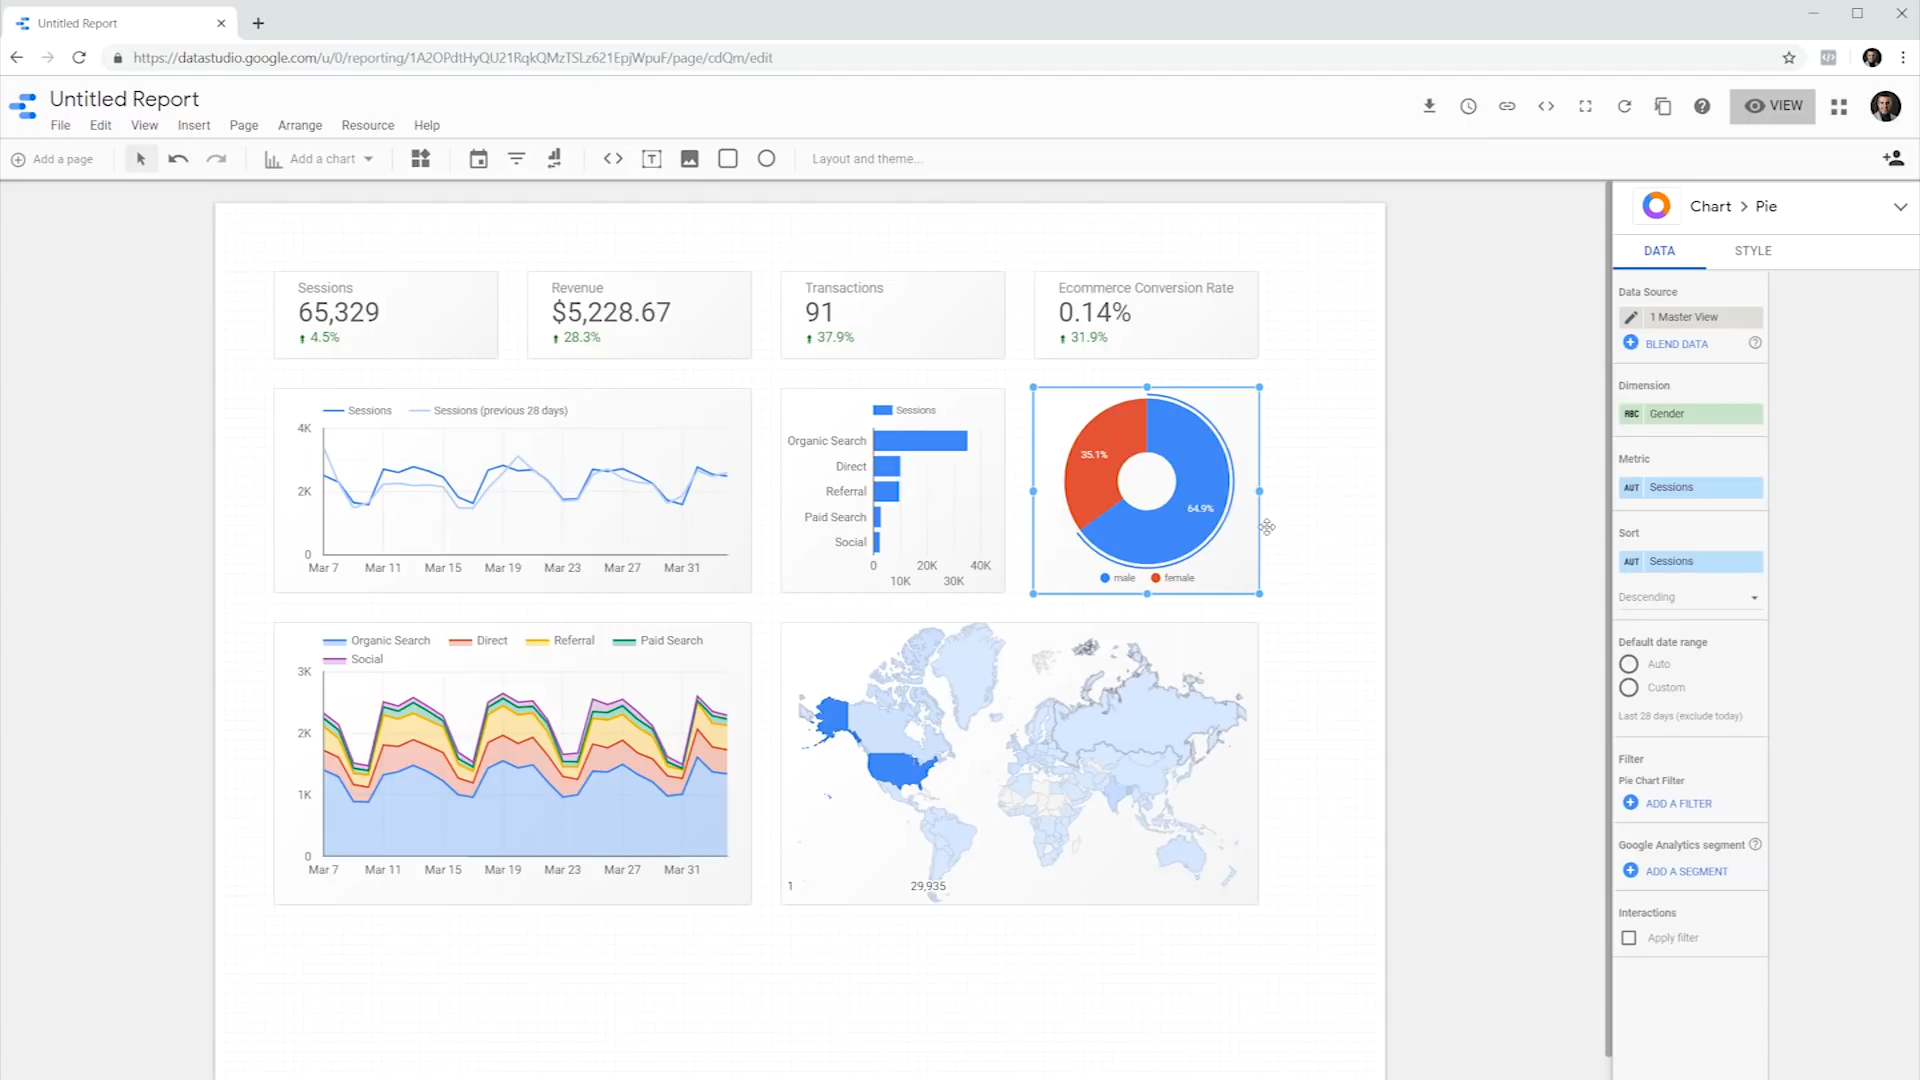 Untitled Report
https://datastudio.google.com/u/0/reporting/1A2OPdtHyQU21RqkQMzTSLz621EpjWpuF/page/cdQm/edit
Untitled Report
File Edit View Insert Group Page Arrange Resource Help
VIEW
Add a page
Add a chart
Layout and theme...
Sessions
65,329
4.5%
Revenue
$5,228.67
28.3%
Transactions
91
37.9%
Ecommerce Conversion Rate
0.14%
31.9%
Sessions Sessions (previous 28 days)
4K
2K
0
Mar 7 Mar 11 Mar 15 Mar 19 Mar 23 Mar 27 Mar 31
Sessions
Organic Search
Direct
Referral
Paid Search
Social
0 20K 40K
10K 30K
35.1%
64.9%
male female
Organic Search Direct Referral Paid Search
Social
3K
2K
1K
0
Mar 7 Mar 11 Mar 15 Mar 19 Mar 23 Mar 27 Mar 31
1 29,935
Chart > Pie
DATA STYLE
Data Source
1 Master View
BLEND DATA
Dimension
RBC Gender
Metric
AUT Sessions
Sort
AUT Sessions
Descending
Default date range
Auto
Custom
Last 28 days (exclude today)
Filter
Pie Chart Filter
ADD A FILTER
Google Analytics segment
ADD A SEGMENT
Interactions
Apply filter